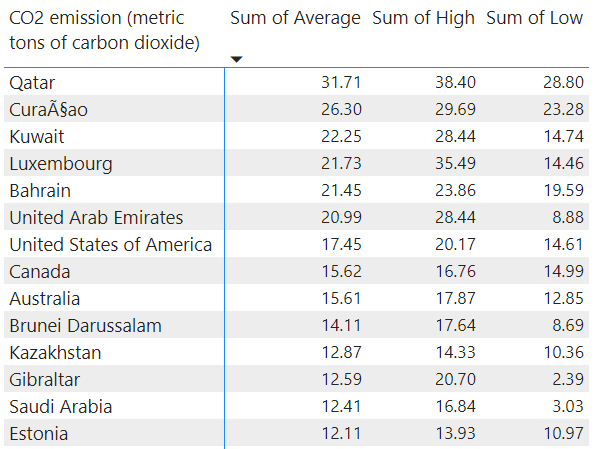 CO2 emission (metric tons of carbon dioxide) Sum of Average Sum of High Sum of Low
Qatar 31.71 38.40 28.80
CuraÃ§ao 26.30 29.69 23.28
Kuwait 22.25 28.44 14.74
Luxembourg 21.73 35.49 14.46
Bahrain 21.45 23.86 19.59
United Arab Emirates 20.99 28.44 8.88
United States of America 17.45 20.17 14.61
Canada 15.62 16.76 14.99
Australia 15.61 17.87 12.85
Brunei Darussalam 14.11 17.64 8.69
Kazakhstan 12.87 14.33 10.36
Gibraltar 12.59 20.70 2.39
Saudi Arabia 12.41 16.84 3.03
Estonia 12.11 13.93 10.97